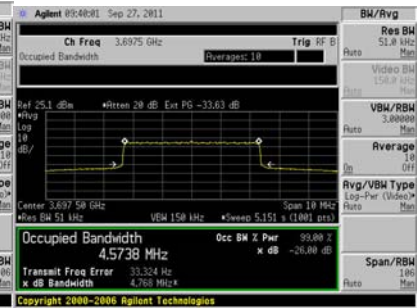 Agilent 09:40:01 Sep 27, 2011
BW/Avg
Ch Freq 3.6975 GHz Trig RF B
Occupied Bandwidth Averages: 10
Res BW
51.0 kHz
Auto Man
Video BW
150.0 kHz
Auto Man
VBW/RBW
3.00000
Auto Man
Average
10
On Off
Avg/VBW Type
Log-Pwr (Video)
Auto Man
Span/RBW
106
Auto Man
Ref 25.1 dBm Atten 20 dB Ext PG -33.63 dB
Avg
Log
10
dB/
Center 3.697 50 GHz Span 10 MHz
Res BW 51 kHz VBW 150 kHz Sweep 5.151 s (1001 pts)
Occupied Bandwidth Occ BW % Pwr 99.00 %
4.5738 MHz x dB -26.00 dB
Transmit Freq Error 33.324 Hz
x dB Bandwidth 4.768 MHz*
Copyright 2000-2006 Agilent Technologies